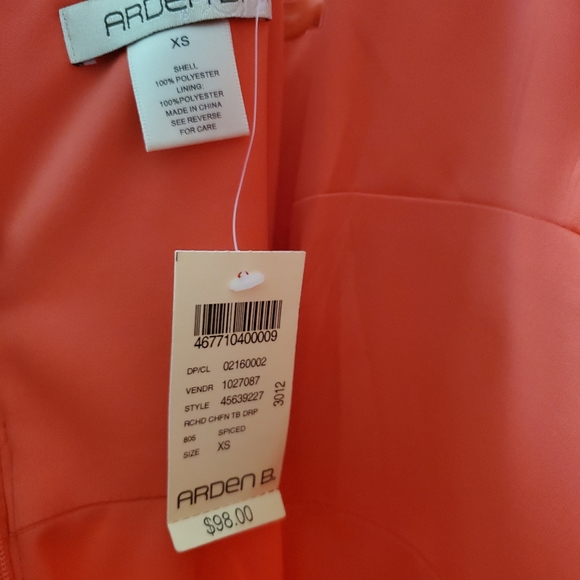 ARDEN B.
XS
SHELL
100% POLYESTER
LINING:
100%POLYESTER
MADE IN CHINA
SEE REVERSE
FOR CARE
467710400009
DP/CL 02160002
VENDR 1027087
STYLE 45639227
3012
RCHD CHFN TB DRP
805 SPICED
SIZE XS
ARDEN B.
$98.00